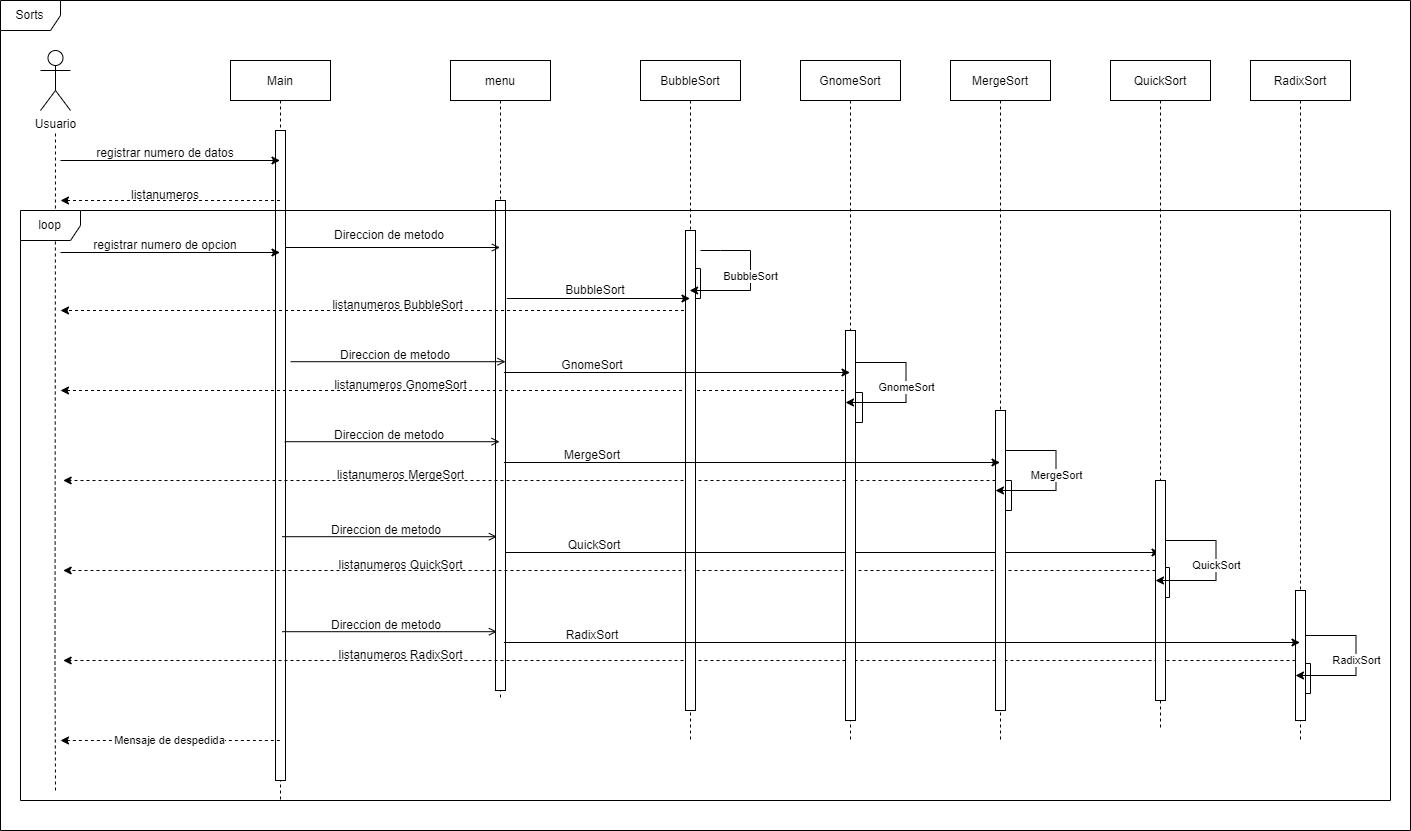 Sorts
Usuario
Main
menu
BubbleSort
GnomeSort
MergeSort
QuickSort
RadixSort
registrar numero de datos
listanumeros
loop
registrar numero de opcion
Direccion de metodo
BubbleSort
BubbleSort
listanumeros BubbleSort
Direccion de metodo
GnomeSort
listanumeros GnomeSort
GnomeSort
Direccion de metodo
MergeSort
listanumeros MergeSort
MergeSort
Direccion de metodo
QuickSort
listanumeros QuickSort
QuickSort
Direccion de metodo
RadixSort
listanumeros RadixSort
RadixSort
Mensaje de despedida